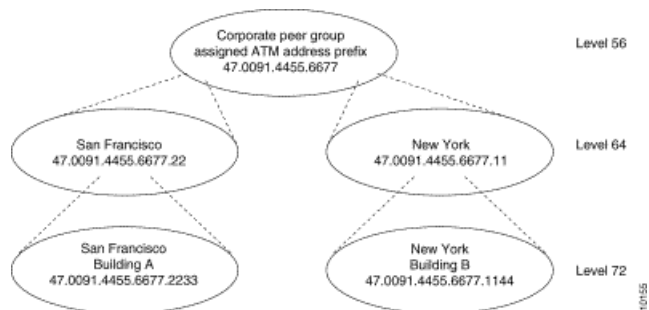 Corporate peer group
assigned ATM address prefix
47.0091.4455.6677
Level 56
San Francisco
47.0091.4455.6677.22
New York
47.0091.4455.6677.11
Level 64
San Francisco
Building A
47.0091.4455.6677.2233
New York
Building B
47.0091.4455.6677.1144
Level 72
10155